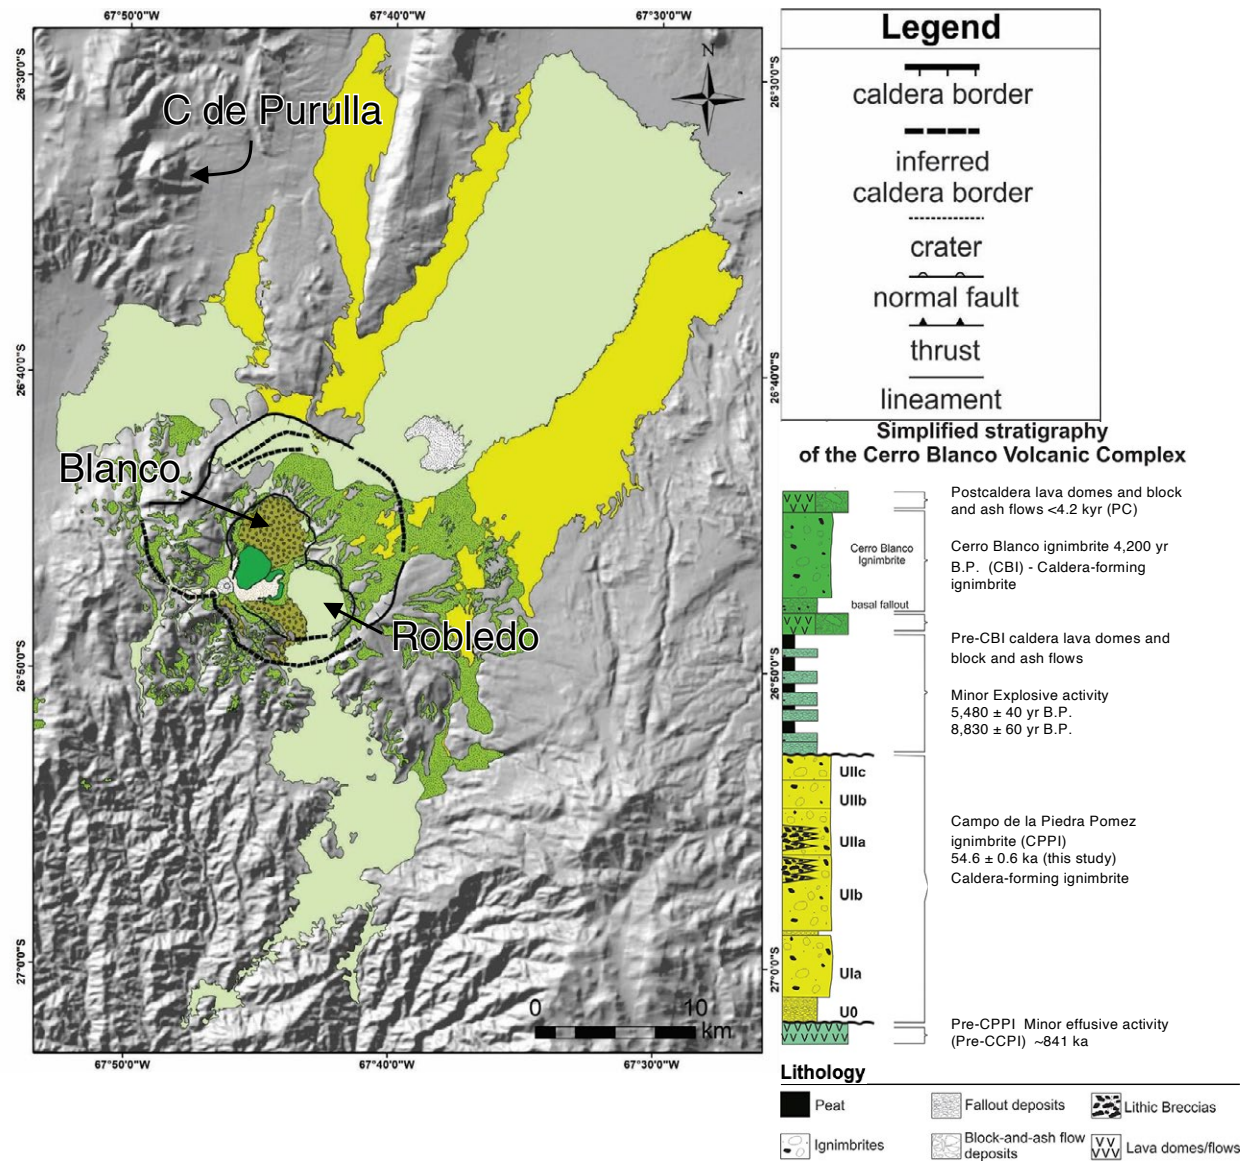 67°50'0"W
67°40'0"W
67°30'0"W
26°30'0"S
26°40'0"S
26°50'0"S
27°0'0"S
N
C de Purulla
Blanco
Robledo
0 10
km
26°30'0"S
26°40'0"S
26°50'0"S
27°0'0"S
67°50'0"W
67°40'0"W
67°30'0"W
Legend
caldera border
inferred
caldera border
crater
normal fault
thrust
lineament
Simplified stratigraphy
of the Cerro Blanco Volcanic Complex
Postcaldera lava domes and block
and ash flows <4.2 kyr (PC)
Cerro Blanco
Ignimbrite
basal fallout
Cerro Blanco ignimbrite 4,200 yr
B.P. (CBI) - Caldera-forming
ignimbrite
Pre-CBI caldera lava domes and
block and ash flows
Minor Explosive activity
5,480 ± 40 yr B.P.
8,830 ± 60 yr B.P.
UIIc
UIIb
UIIa
UIb
UIa
U0
Campo de la Piedra Pomez
ignimbrite (CPPI)
54.6 ± 0.6 ka (this study)
Caldera-forming ignimbrite
Pre-CPPI Minor effusive activity
(Pre-CCPI) ~841 ka
Lithology
Peat
Fallout deposits
Lithic Breccias
Ignimbrites
Block-and-ash flow
deposits
Lava domes/flows